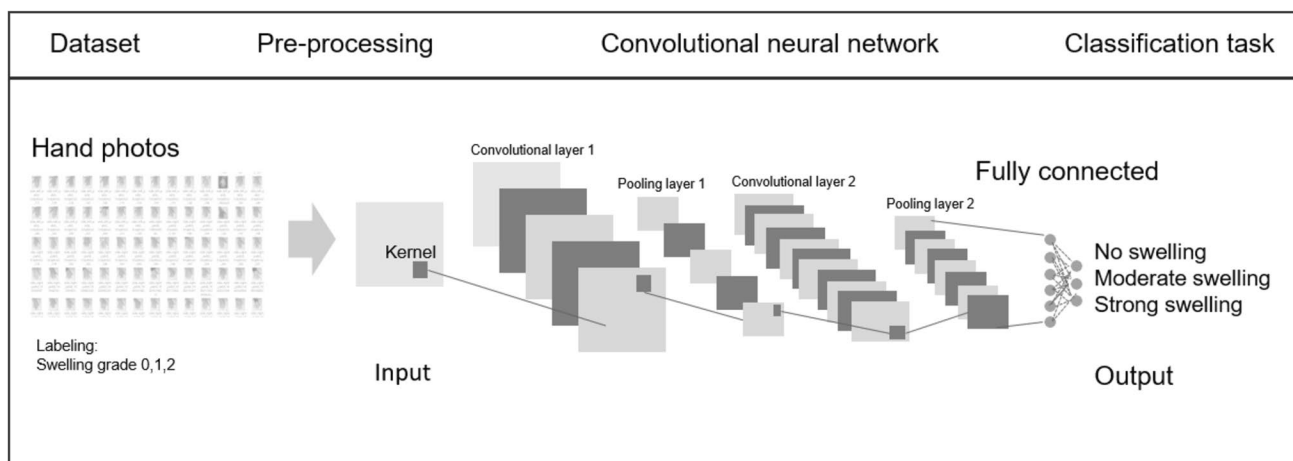 Dataset
Pre-processing
Convolutional neural network
Classification task
Hand photos
Labeling:
Swelling grade 0,1,2
Kernel
Input
Convolutional layer 1
Pooling layer 1
Convolutional layer 2
Pooling layer 2
Fully connected
No swelling
Moderate swelling
Strong swelling
Output